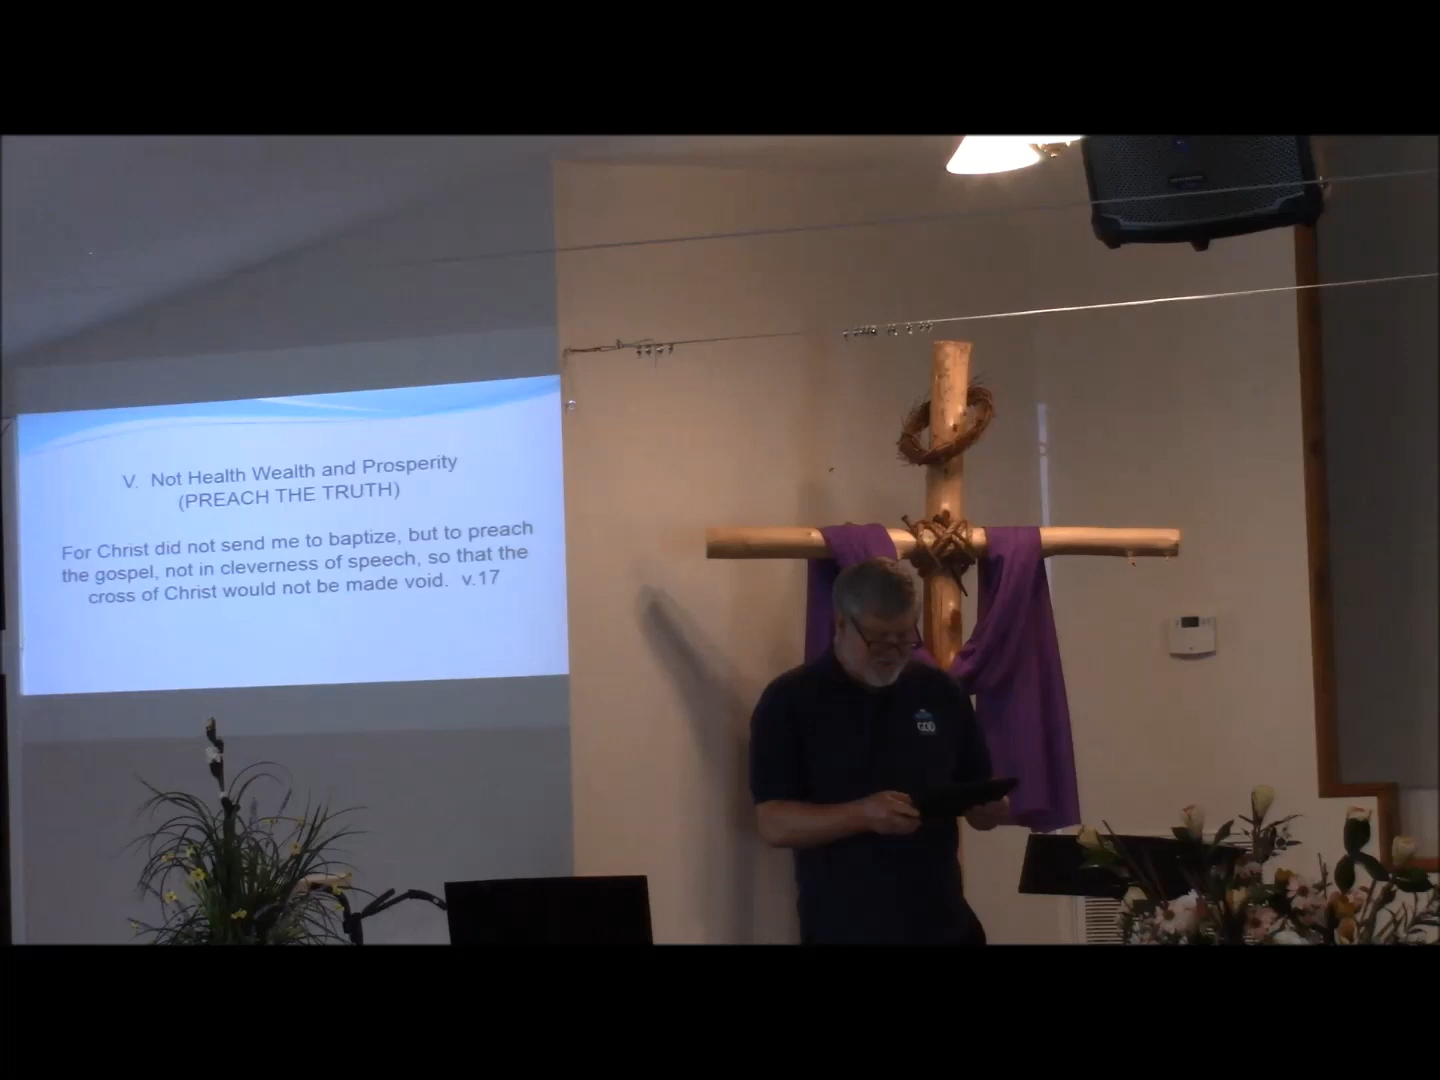 V. Not Health Wealth and Prosperity
(PREACH THE TRUTH)
For Christ did not send me to baptize, but to preach
the gospel, not in cleverness of speech, so that the
cross of Christ would not be made void. v.17
GOD